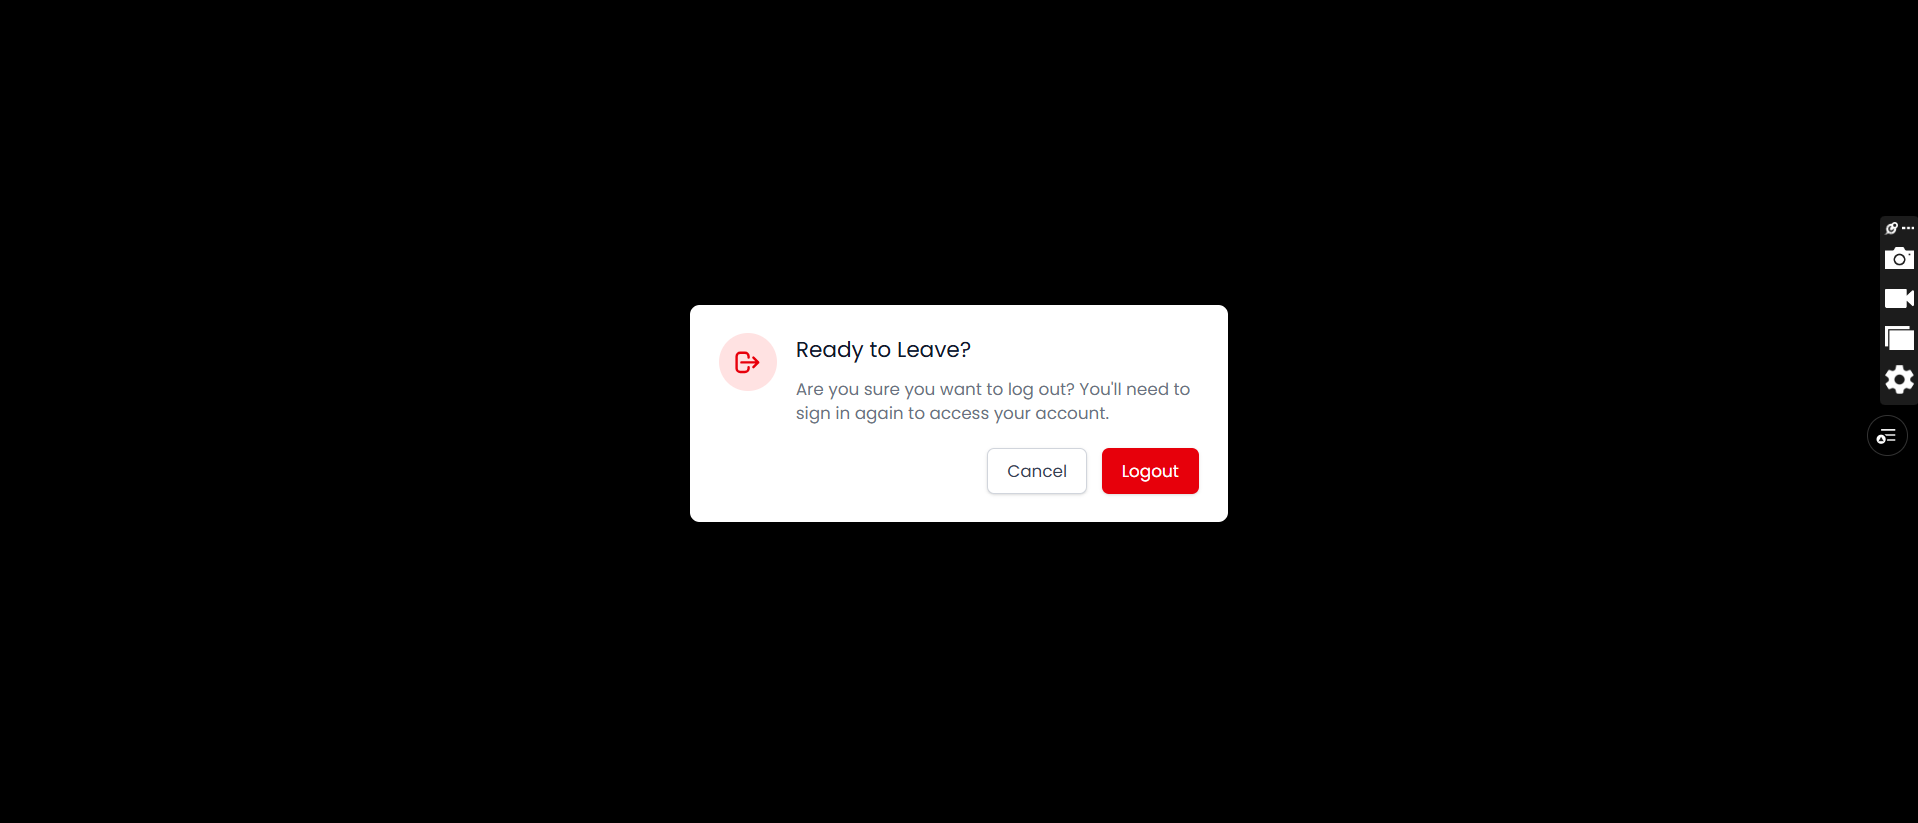 Ready to Leave?
Are you sure you want to log out? You'll need to
sign in again to access your account.
Cancel
Logout